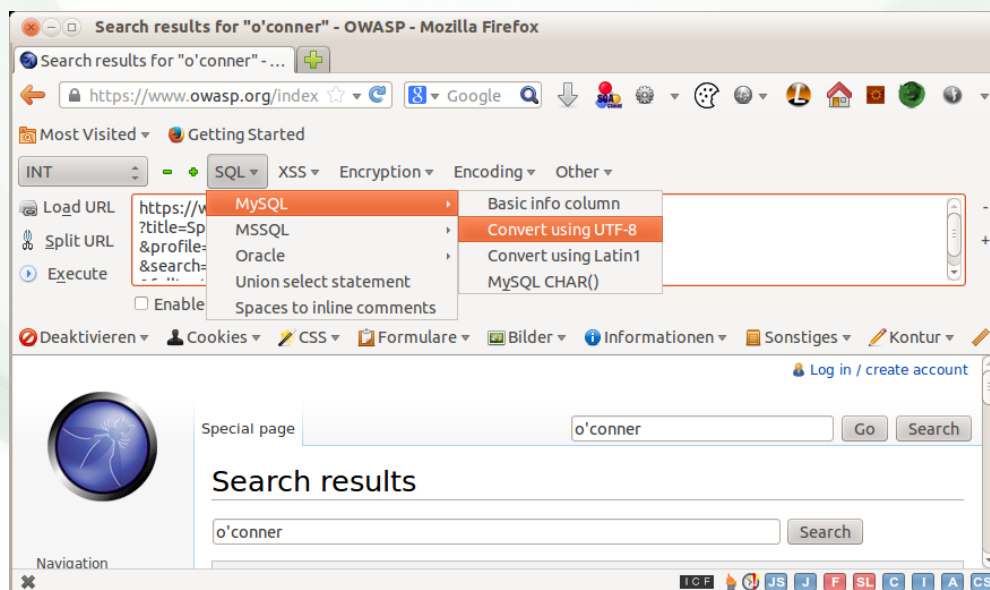 Search results for "o'conner" - OWASP - Mozilla Firefox
Search results for "o'conner" - ...
https://www.owasp.org/index
8 Google
Most Visited
Getting Started
INT SQL XSS Encryption Encoding Other
Load URL
Split URL
Execute
https://w
?title=Sp
&profile=
&search=
Enable
MySQL
MSSQL
Oracle
Union select statement
Spaces to inline comments
Basic info column
Convert using UTF-8
Convert using Latin1
MySQL CHAR()
Deaktivieren Cookies CSS Formulare Bilder Informationen Sonstiges Kontur
Log in / create account
Special page
o'conner Go Search
Search results
o'conner Search
Navigation
ICF JS J F SL C I A CS